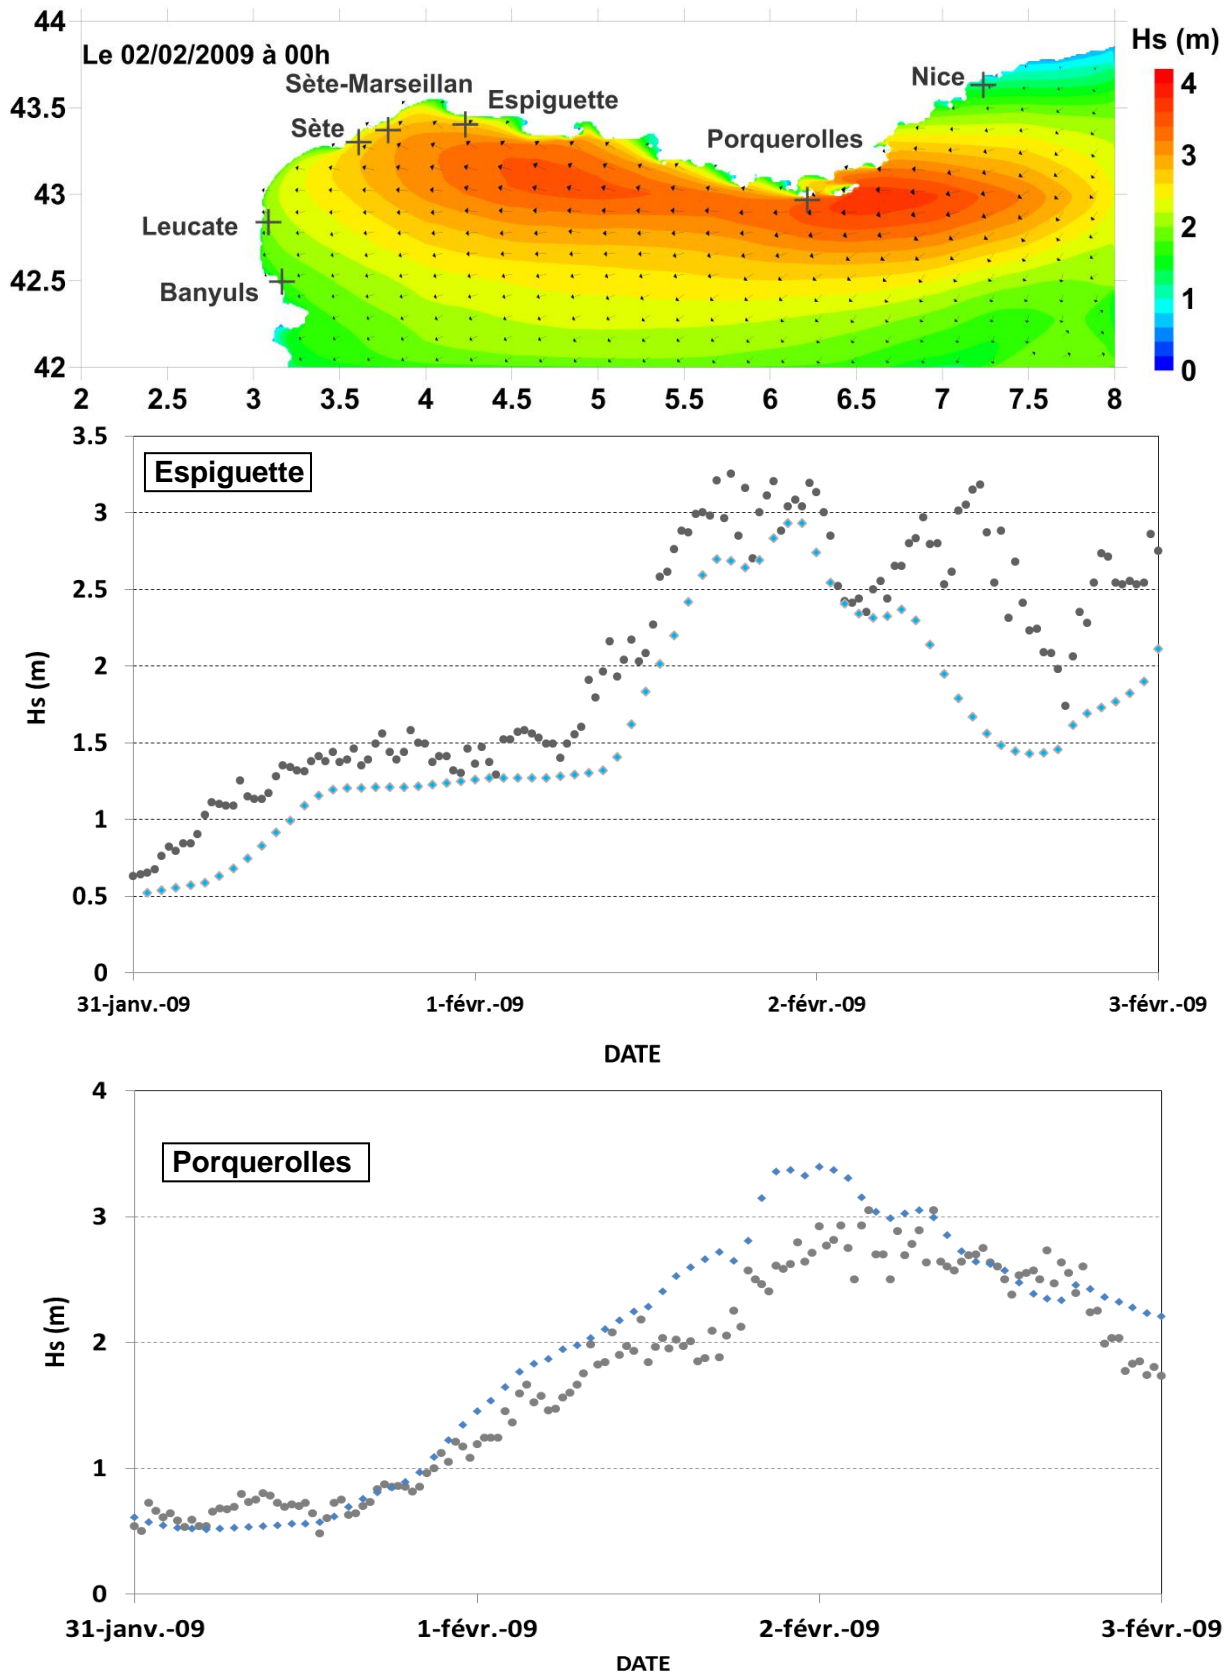 44
Le 02/02/2009 à 00h
Hs (m)
Sète-Marseillan
Espiguette
Nice
4
43.5
Sète
Porquerolles
3
43
Leucate
2
42.5
Banyuls
1
42
0
2 2.5 3 3.5 4 4.5 5 5.5 6 6.5 7 7.5 8
3.5
Espiguette
3
2.5
2
Hs (m)
1.5
1
0.5
0
31-janv.-09 1-févr.-09 2-févr.-09 3-févr.-09
DATE
4
Porquerolles
3
2
Hs (m)
1
0
31-janv.-09 1-févr.-09 2-févr.-09 3-févr.-09
DATE